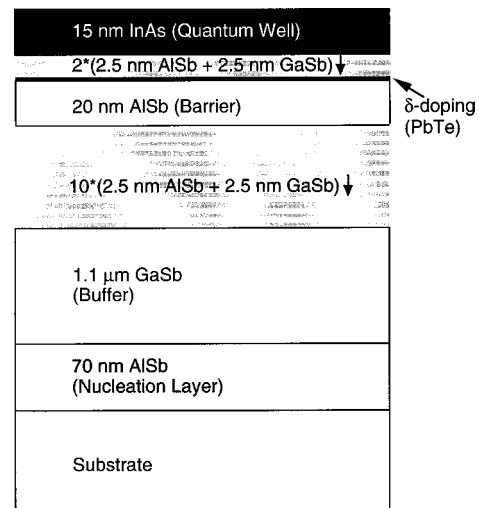 15 nm InAs (Quantum Well)
2*(2.5 nm AlSb + 2.5 nm GaSb)
20 nm AlSb (Barrier)
δ-doping
(PbTe)
10*(2.5 nm AlSb + 2.5 nm GaSb)
1.1 μm GaSb
(Buffer)
70 nm AlSb
(Nucleation Layer)
Substrate